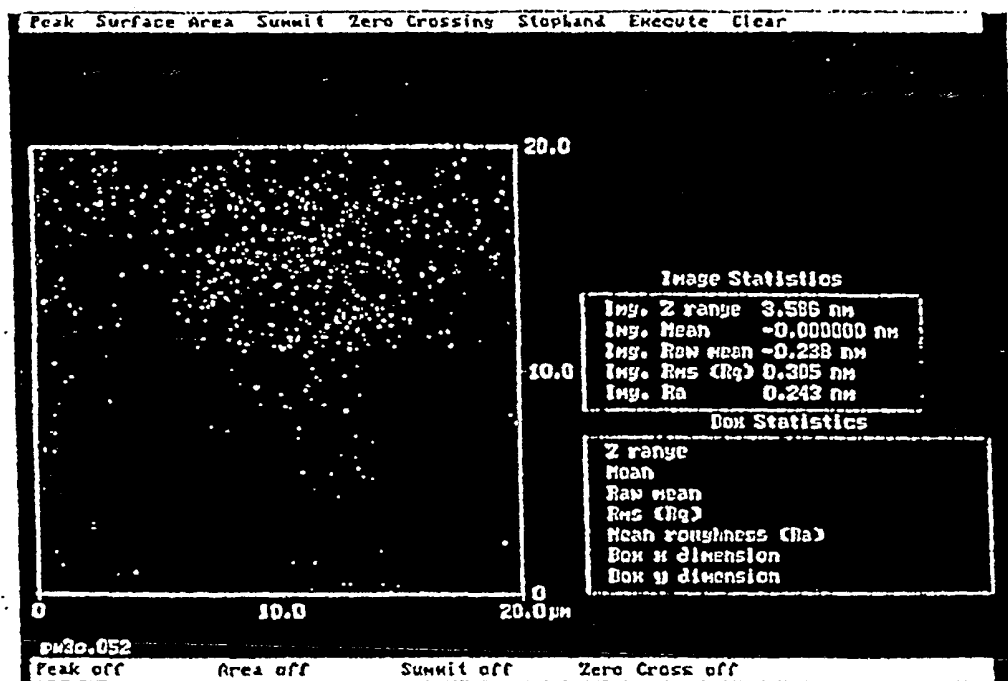 Peak Surface Area Summit Zero Crossing Stopband Execute Clear
20.0
10.0
0
0 10.0 20.0 µm
Image Statistics
Img. Z range 3.586 nm
Img. Mean -0.000000 nm
Img. Raw mean -0.238 nm
Img. Rms (Rq) 0.305 nm
Img. Ra 0.243 nm
Box Statistics
Z range
Mean
Raw mean
Rms (Rq)
Mean roughness (Ra)
Box x dimension
Box y dimension
pw3o.052
Peak off Area off Summit off Zero Cross off